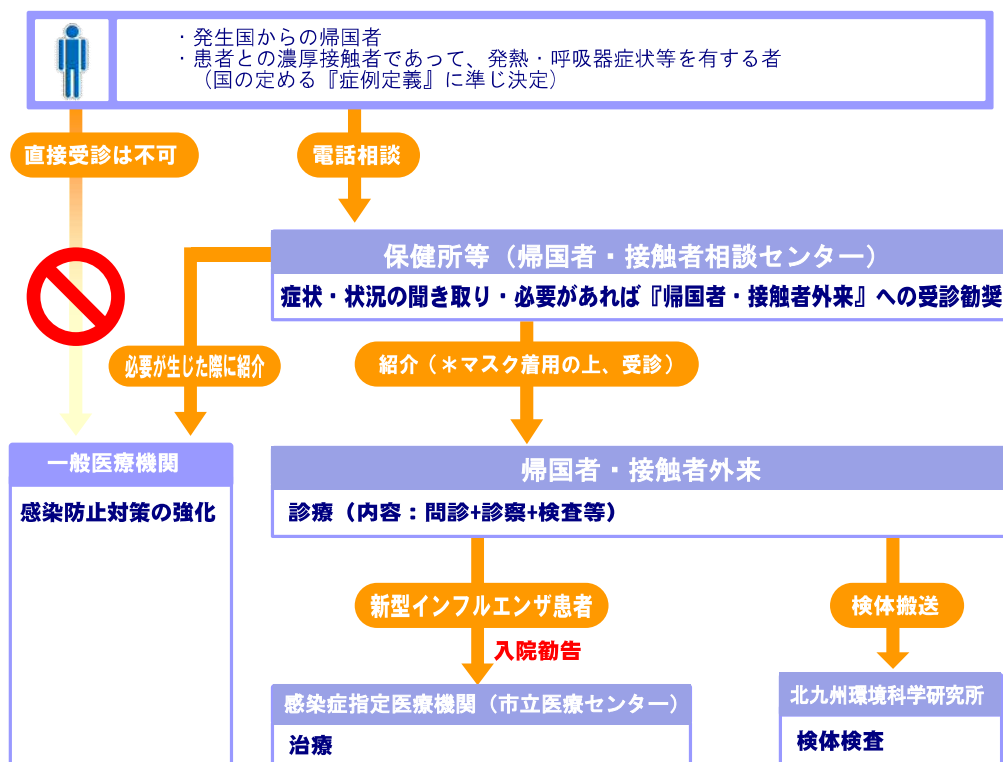 ・発生国からの帰国者
・患者との濃厚接触者であって、発熱・呼吸器症状等を有する者
（国の定める『症例定義』に準じ決定）
直接受診は不可
電話相談
保健所等（帰国者・接触者相談センター）
症状・状況の聞き取り・必要があれば『帰国者・接触者外来』への受診勧奨
必要が生じた際に紹介
紹介（＊マスク着用の上、受診）
一般医療機関
感染防止対策の強化
帰国者・接触者外来
診療（内容：問診+診察+検査等）
新型インフルエンザ患者
検体搬送
入院勧告
感染症指定医療機関（市立医療センター）
治療
北九州環境科学研究所
検体検査